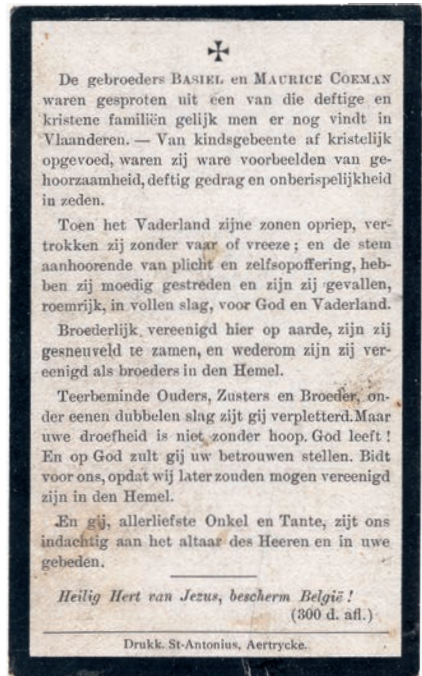 De gebroeders BASIEL en MAURICE COEMAN
waren gesproten uit een van die deftige en
kristene familiën gelijk men er nog vindt in
Vlaanderen. — Van kindsgebeente af kristelijk
opgevoed, waren zij ware voorbeelden van ge-
hoorzaamheid, deftig gedrag en onberispelijkheid
in zeden.
Toen het Vaderland zijne zonen opriep, ver-
trokken zij zonder vaar of vreeze; en de stem
aanhoorende van plicht en zelfsopoffering, heb-
ben zij moedig gestreden en zijn zij gevallen,
roemrijk, in vollen slag, voor God en Vaderland.
Broederlijk vereenigd hier op aarde, zijn zij
gesneuveld te zamen, en wederom zijn zij ver-
eenigd als broeders in den Hemel.
Teerbeminde Ouders, Zusters en Broeder, on-
der eenen dubbelen slag zijt gij verpletterd. Maar
uwe droefheid is niet zonder hoop. God leeft!
En op God zult gij uw betrouwen stellen. Bidt
voor ons, opdat wij later zouden mogen vereenigd
zijn in den Hemel.
En gij, allerliefste Onkel en Tante, zijt ons
indachtig aan het altaar des Heeren en in uwe
gebeden.
Heilig Hert van Jezus, bescherm België!
(300 d. afl.)
Drukk. St-Antonius, Aertrycke.